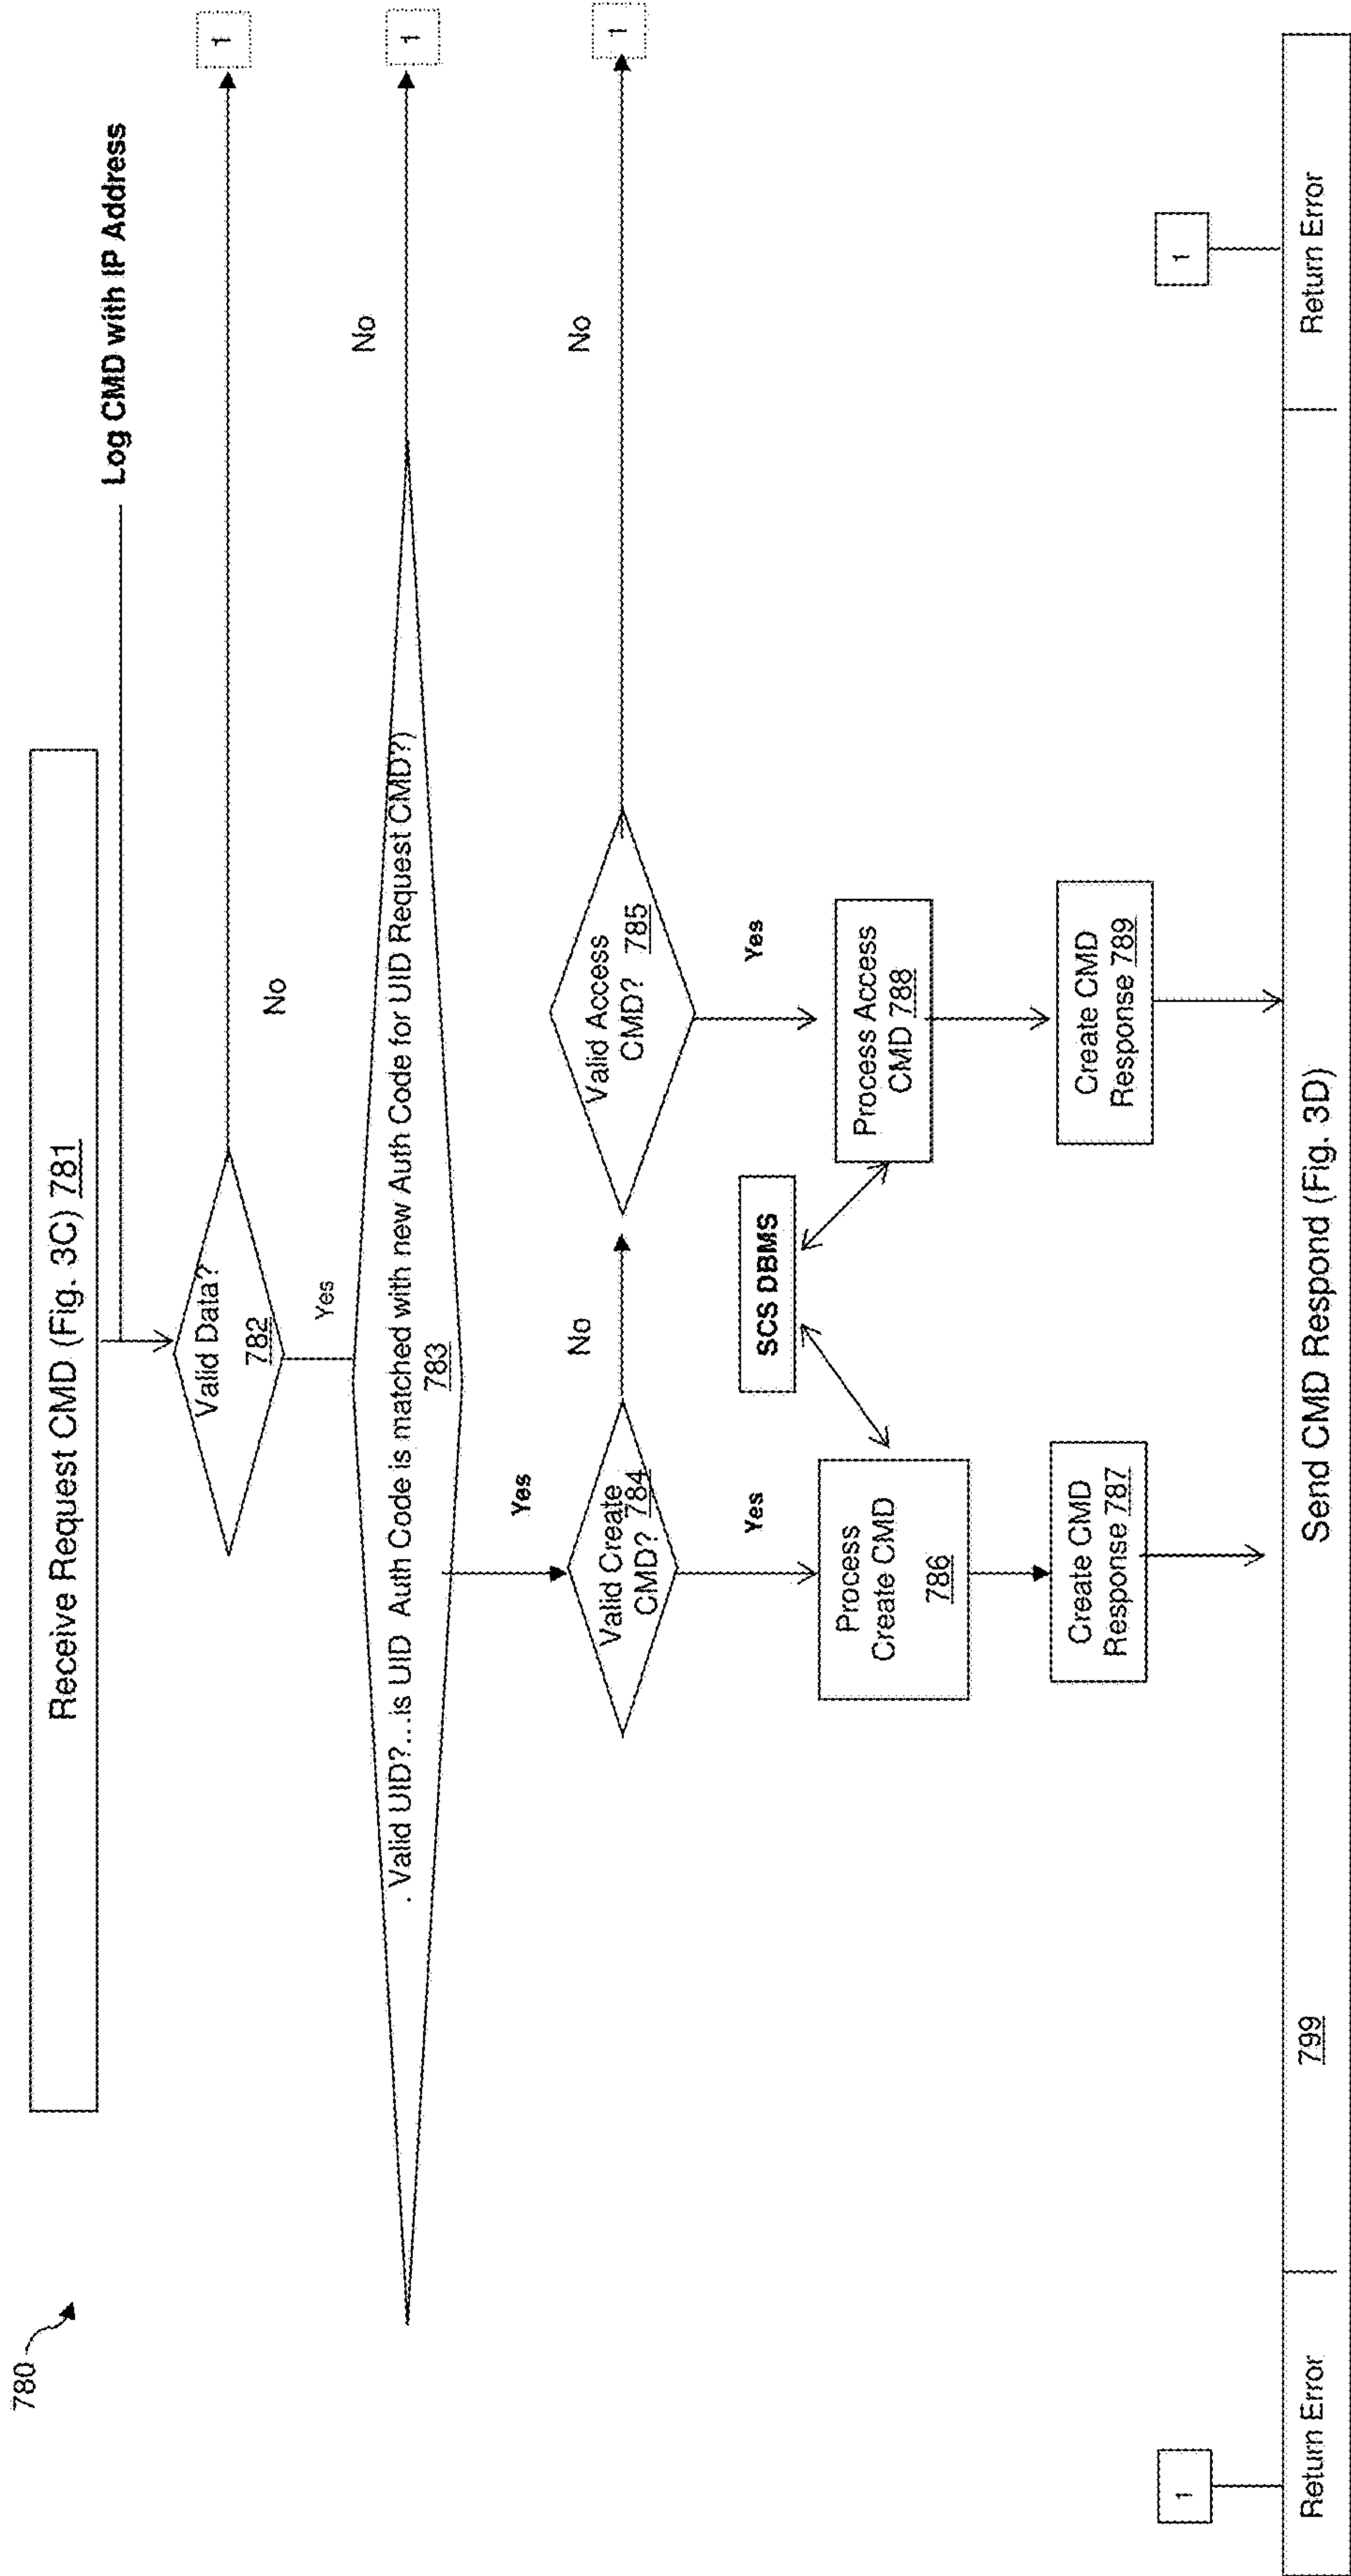 780
Receive Request CMD (Fig. 3C) 781
Log CMD with IP Address
Valid Data?
782
No
1
Yes
. Valid UID?...is UID Auth Code is matched with new Auth Code for UID Request CMD?)
783
No
1
Yes
Valid Create
CMD? 784
No
Valid Access
CMD? 785
No
1
Yes
Yes
SCS DBMS
Process
Create CMD
786
Process Access
CMD 788
Create CMD
Response 787
Create CMD
Response 789
1
1
Return Error
799
Send CMD Respond (Fig. 3D)
Return Error